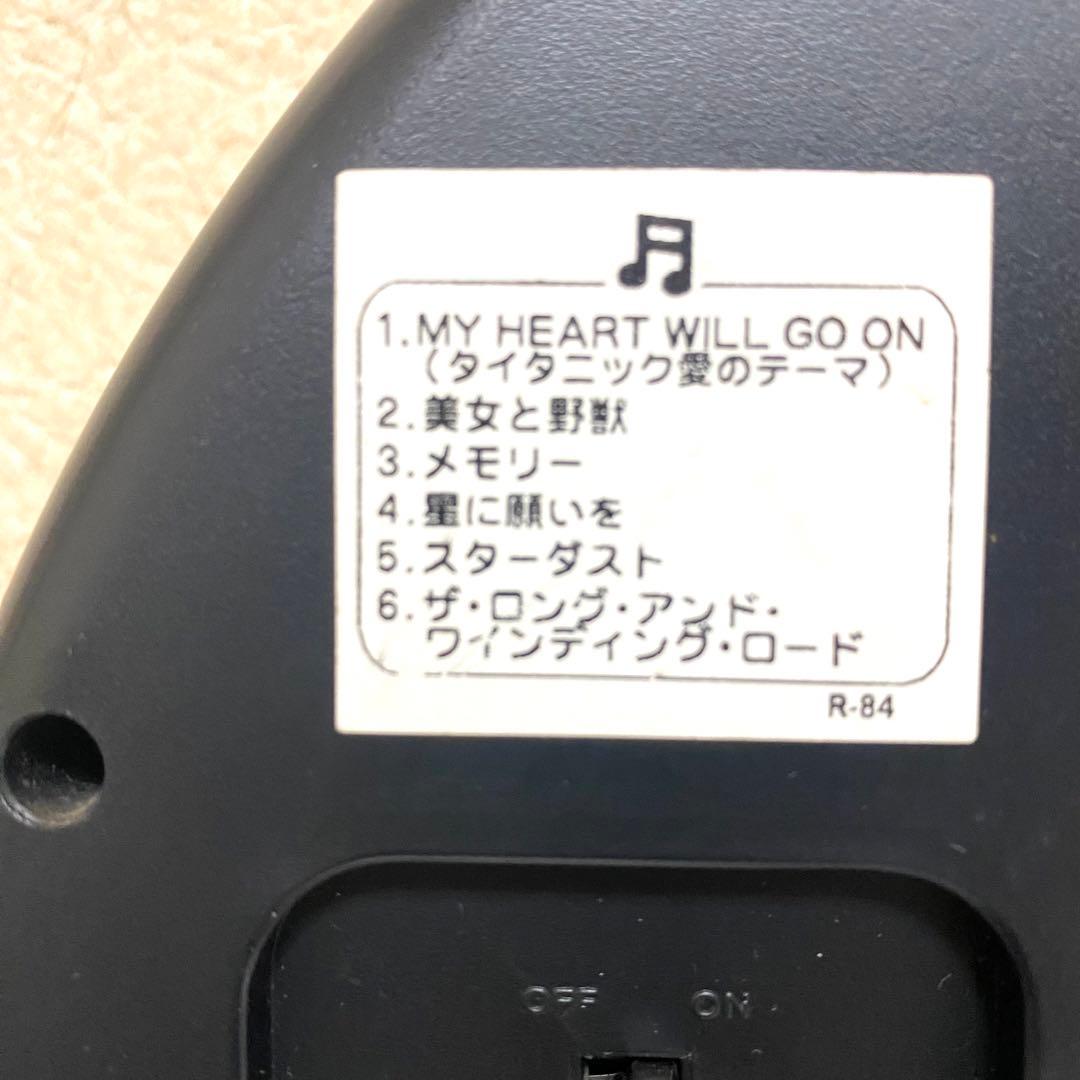 1.MY HEART WILL GO ON
(タイタニック愛のテーマ)
2.美女と野獣
3.メモリー
4.星に願いを
5.スターダスト
6.ザ・ロング・アンド・
ワインディング・ロード
R-84
OFF ON